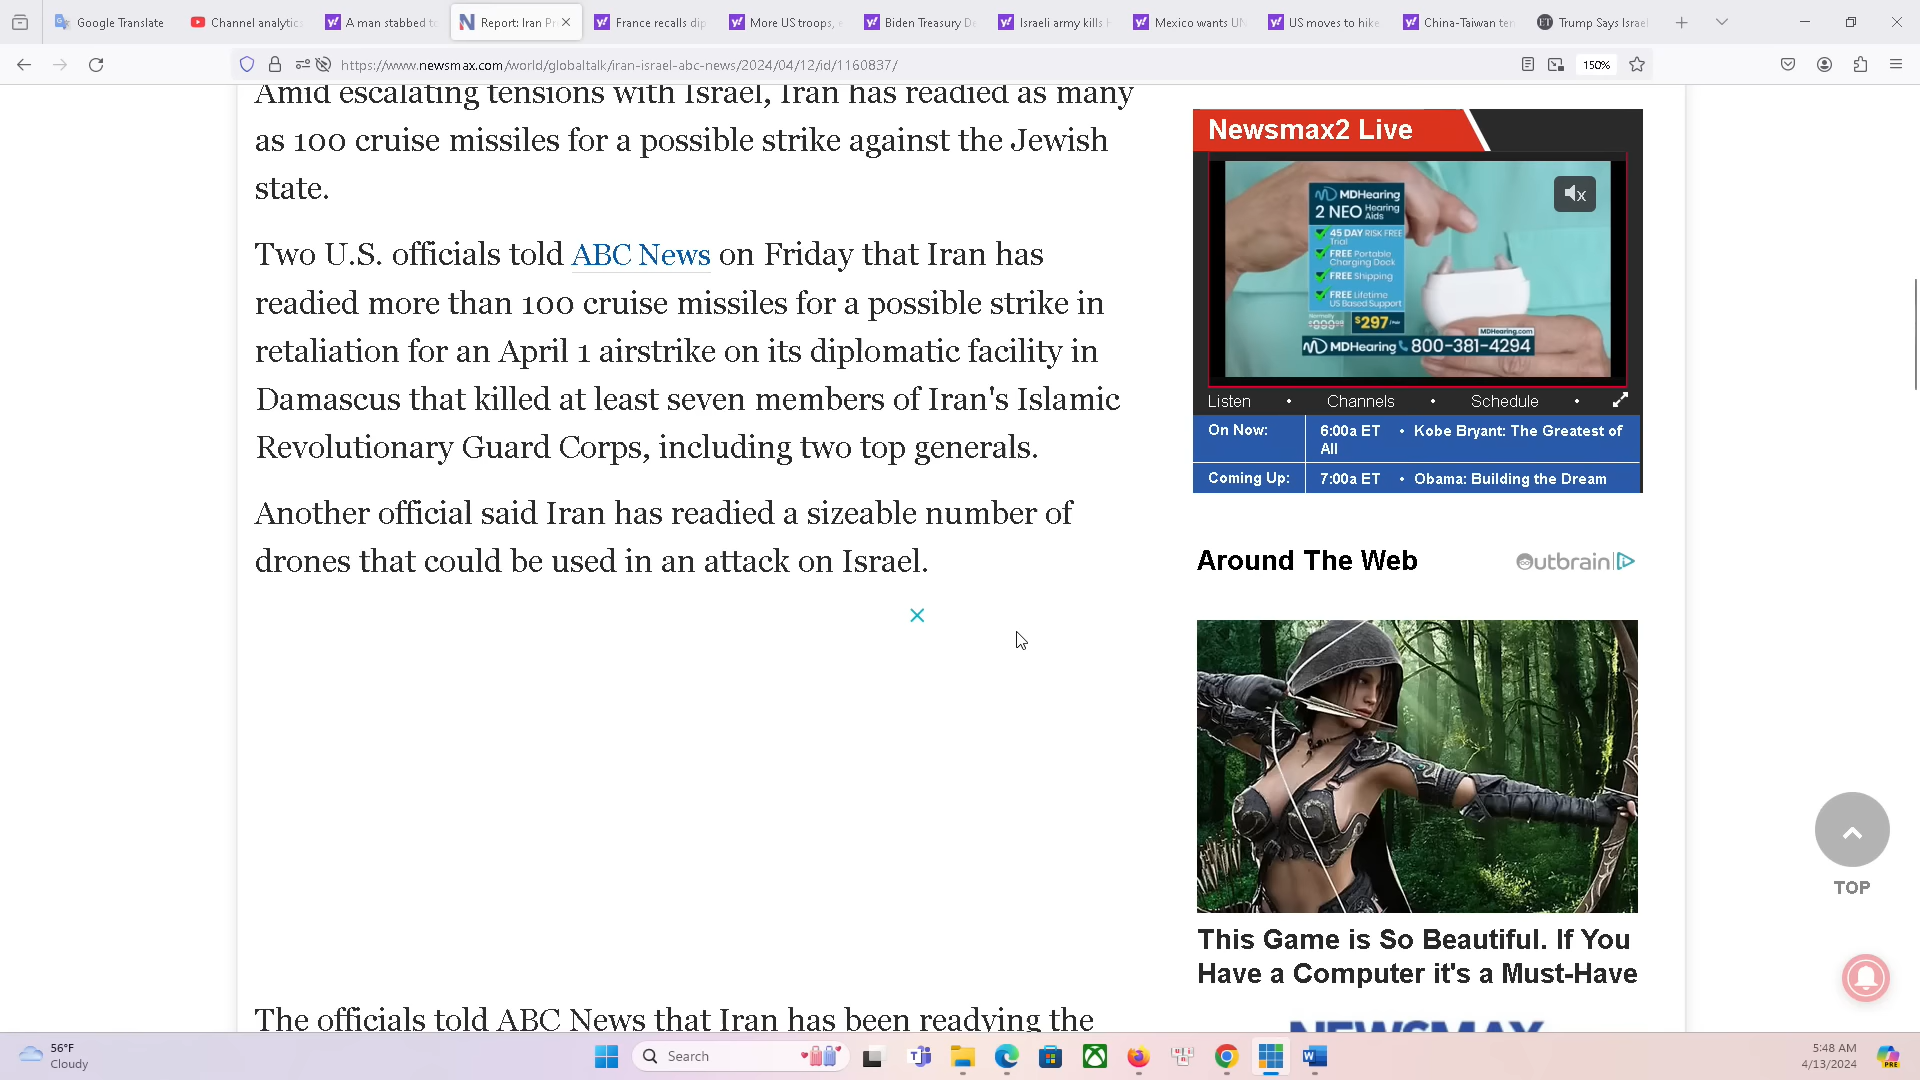 Google Translate
Channel analytics
A man stabbed to
Report: Iran Pr
France recalls dip
More US troops, e
Biden Treasury De
Israeli army kills
Mexico wants UN
US moves to hike
China-Taiwan ten
Trump Says Israel
https://www.newsmax.com/world/globaltalk/iran-israel-abc-news/2024/04/12/id/1160837/
150%
Amid escalating tensions with Israel, Iran has readied as many
as 100 cruise missiles for a possible strike against the Jewish
state.
Two U.S. officials told ABC News on Friday that Iran has
readied more than 100 cruise missiles for a possible strike in
retaliation for an April 1 airstrike on its diplomatic facility in
Damascus that killed at least seven members of Iran's Islamic
Revolutionary Guard Corps, including two top generals.
Another official said Iran has readied a sizeable number of
drones that could be used in an attack on Israel.
The officials told ABC News that Iran has been readying the
Newsmax2 Live
MDHearing
2 NEO Hearing
Aids
45 DAY RISK FREE
Trial
FREE Portable
Charging Dock
FREE Shipping
FREE Lifetime
US Based Support
Normally
$297/Pair
MDHearing.com
MDHearing 800-381-4294
Listen • Channels • Schedule •
On Now: 6:00a ET • Kobe Bryant: The Greatest of
All
Coming Up: 7:00a ET • Obama: Building the Dream
Around The Web
Outbrain
This Game is So Beautiful. If You
Have a Computer it's a Must-Have
NEWSMAX
TOP
56°F
Cloudy
Search
5:48 AM
4/13/2024
PRE